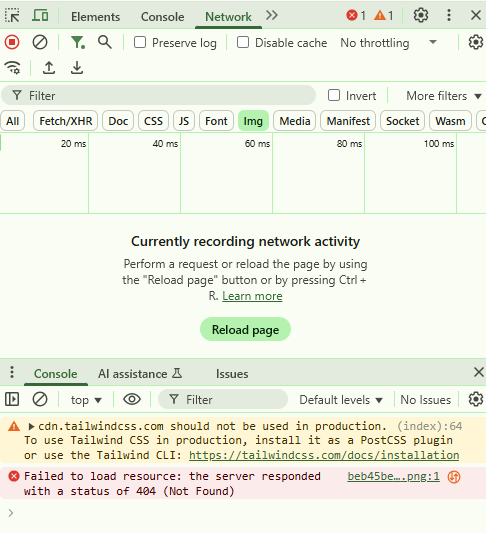 Elements Console Network 1 1
Preserve log Disable cache No throttling
Filter Invert More filters
All Fetch/XHR Doc CSS JS Font Img Media Manifest Socket Wasm
20 ms 40 ms 60 ms 80 ms 100 ms
Currently recording network activity
Perform a request or reload the page by using
the "Reload page" button or by pressing Ctrl +
R. Learn more
Reload page
Console AI assistance Issues
top Filter Default levels No Issues
cdn.tailwindcss.com should not be used in production. (index):64
To use Tailwind CSS in production, install it as a PostCSS plugin
or use the Tailwind CLI: https://tailwindcss.com/docs/installation
Failed to load resource: the server responded beb45be….png:1
with a status of 404 (Not Found)